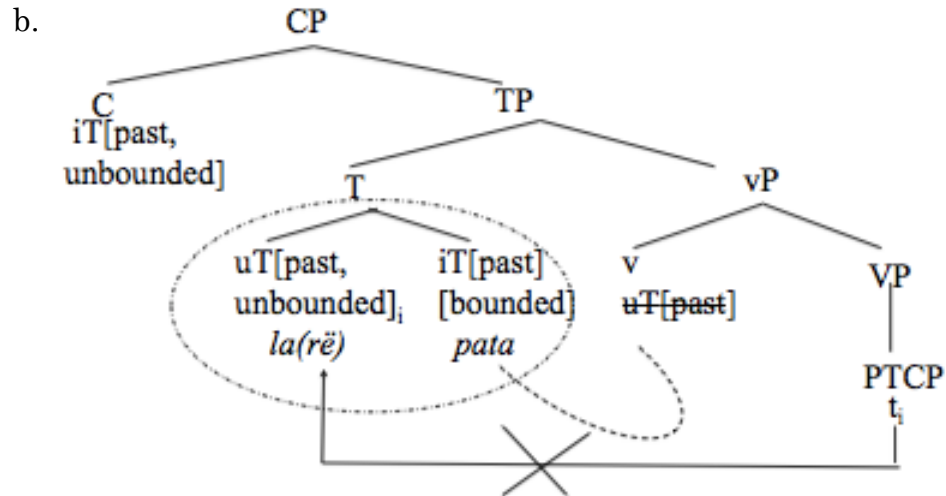 b.
CP
C
iT[past,
unbounded]
TP
T
vP
uT[past,
unbounded]i
la(rë)
iT[past]
[bounded]
pata
v
uT[past]
VP
PTCP
ti